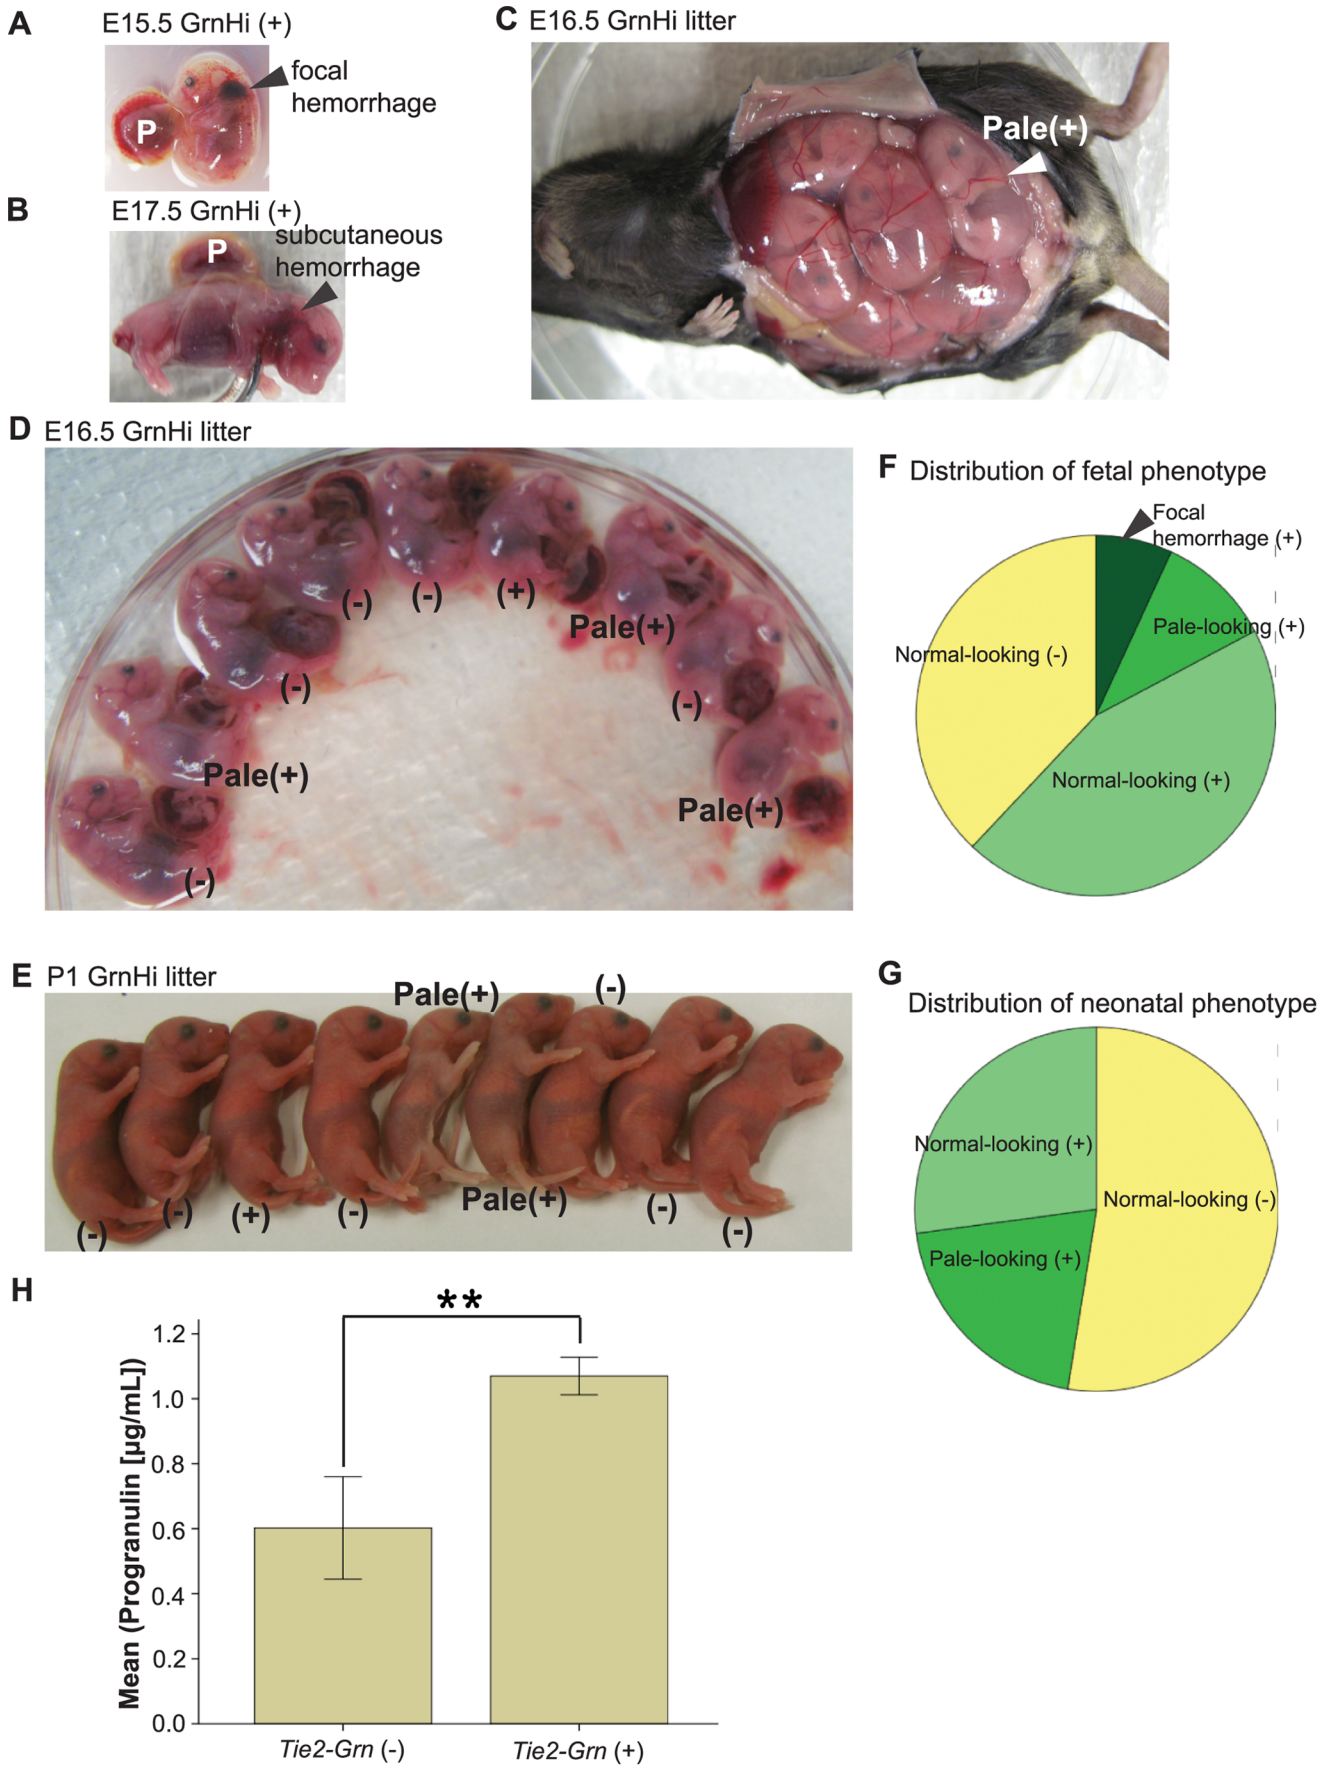 A
E15.5 GrnHi (+)
focal
hemorrhage
P
B
E17.5 GrnHi (+)
subcutaneous
hemorrhage
P
C E16.5 GrnHi litter
Pale(+)
D E16.5 GrnHi litter
(-)
(-)
(+)
Pale(+)
(-)
(-)
Pale(+)
Pale(+)
(-)
F Distribution of fetal phenotype
Focal
hemorrhage (+)
Pale-looking (+)
Normal-looking (-)
Normal-looking (+)
E P1 GrnHi litter
Pale(+)
(-)
(-)
(-)
(+)
(-)
Pale(+)
(-)
(-)
G
Distribution of neonatal phenotype
Normal-looking (+)
Normal-looking (-)
Pale-looking (+)
H
**
Mean (Progranulin [µg/mL])
1.2
1.0
0.8
0.6
0.4
0.2
0.0
Tie2-Grn (-)
Tie2-Grn (+)